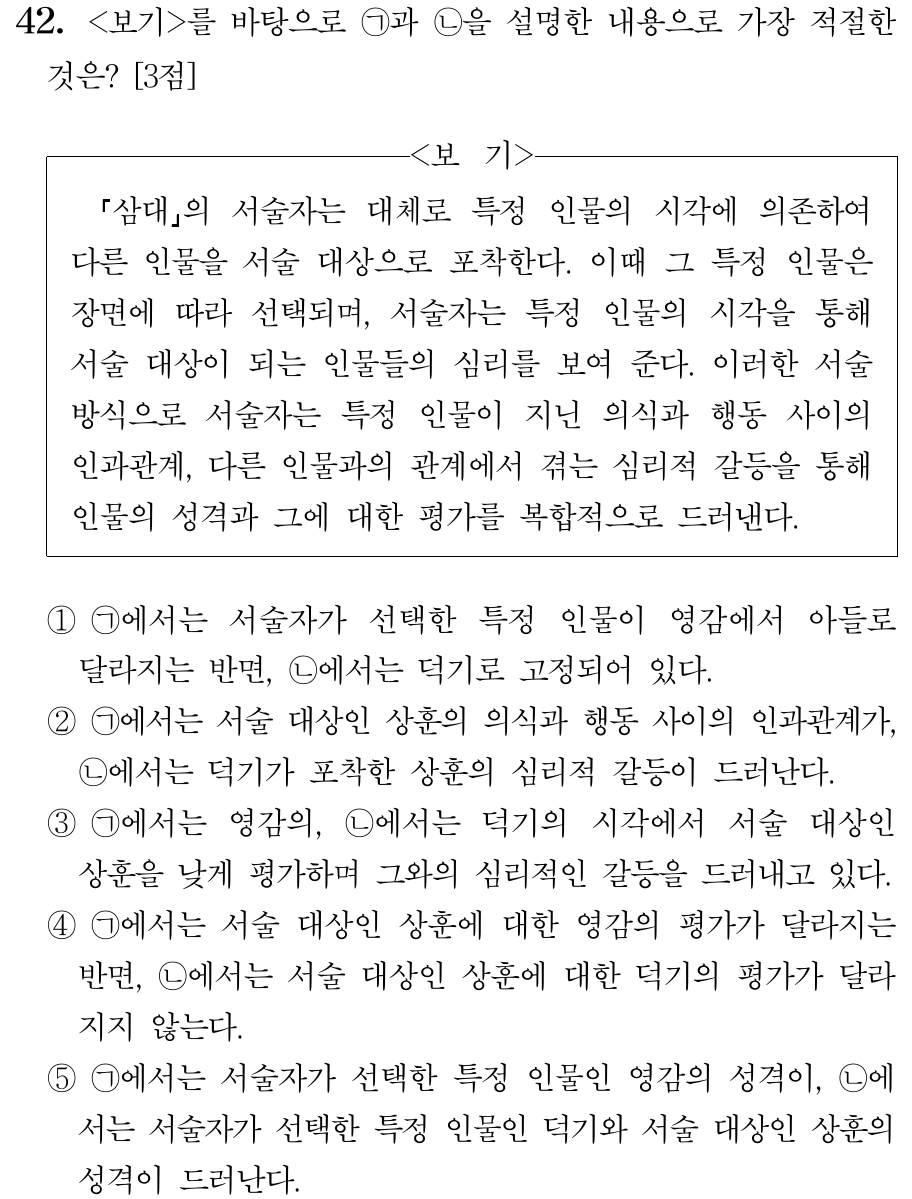 42. <보기>를 바탕으로 ㉠과 ㉡을 설명한 내용으로 가장 적절한
것은? [3점]
<보 기>
『삼대』의 서술자는 대체로 특정 인물의 시각에 의존하여
다른 인물을 서술 대상으로 포착한다. 이때 그 특정 인물은
장면에 따라 선택되며, 서술자는 특정 인물의 시각을 통해
서술 대상이 되는 인물들의 심리를 보여 준다. 이러한 서술
방식으로 서술자는 특정 인물이 지닌 의식과 행동 사이의
인과관계, 다른 인물과의 관계에서 겪는 심리적 갈등을 통해
인물의 성격과 그에 대한 평가를 복합적으로 드러낸다.
① ㉠에서는 서술자가 선택한 특정 인물이 영감에서 아들로
달라지는 반면, ㉡에서는 덕기로 고정되어 있다.
② ㉠에서는 서술 대상인 상훈의 의식과 행동 사이의 인과관계가,
㉡에서는 덕기가 포착한 상훈의 심리적 갈등이 드러난다.
③ ㉠에서는 영감의, ㉡에서는 덕기의 시각에서 서술 대상인
상훈을 낮게 평가하며 그와의 심리적인 갈등을 드러내고 있다.
④ ㉠에서는 서술 대상인 상훈에 대한 영감의 평가가 달라지는
반면, ㉡에서는 서술 대상인 상훈에 대한 덕기의 평가가 달라
지지 않는다.
⑤ ㉠에서는 서술자가 선택한 특정 인물인 영감의 성격이, ㉡에
서는 서술자가 선택한 특정 인물인 덕기와 서술 대상인 상훈의
성격이 드러난다.